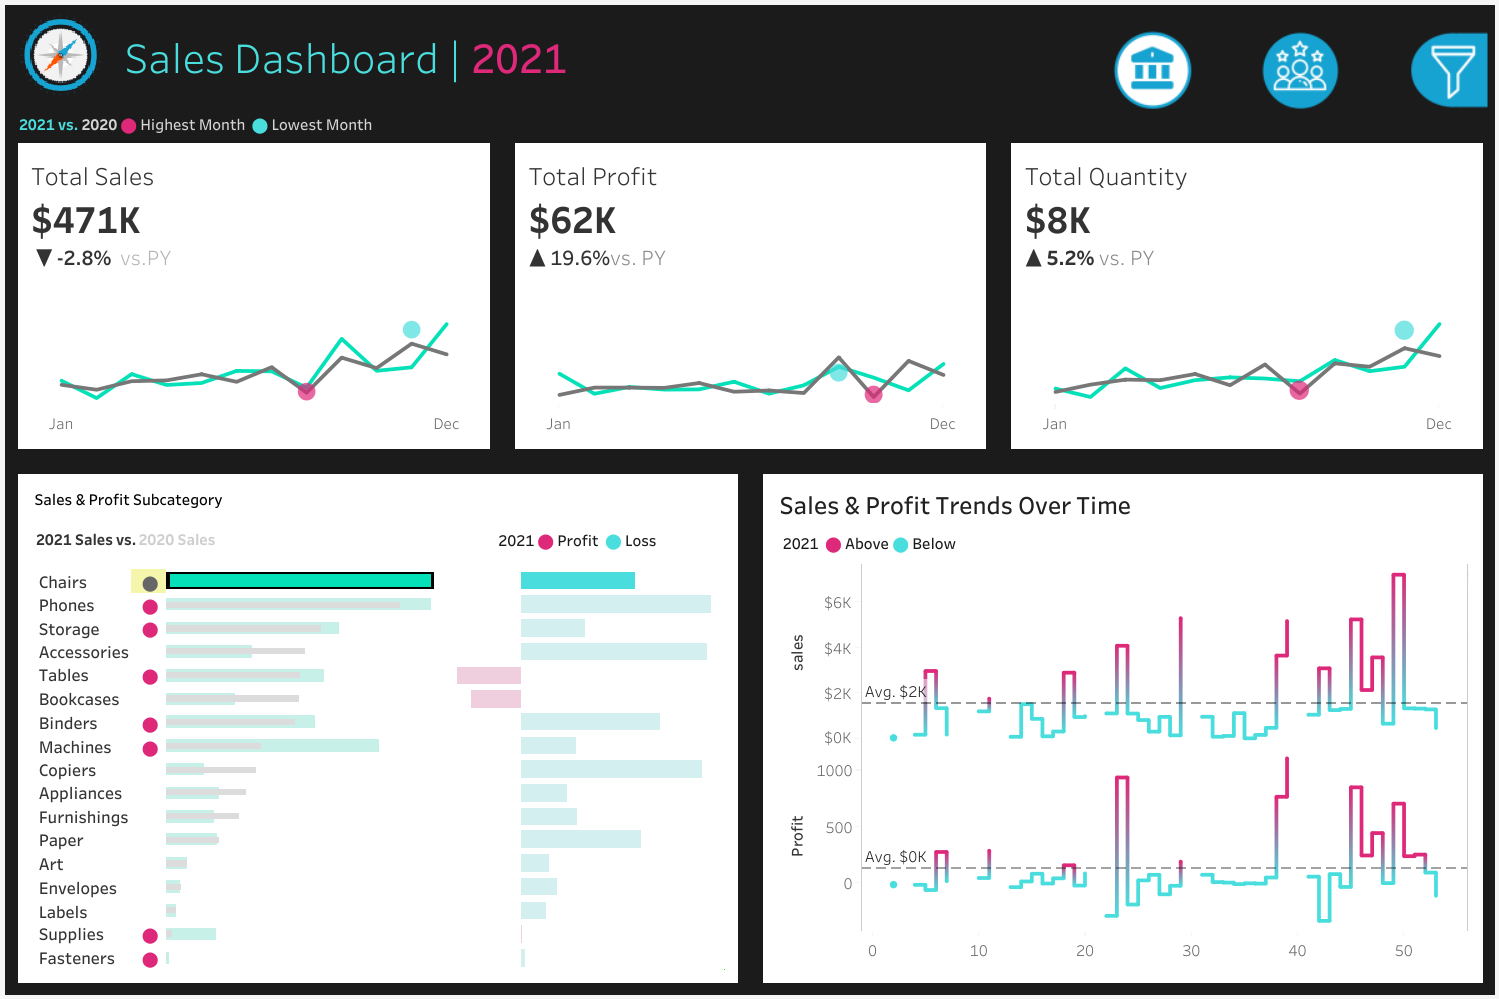 Sales Dashboard | 2021
2021 vs. 2020 Highest Month Lowest Month
Total Sales
$471K
▼ -2.8% vs.PY
Jan Dec
Total Profit
$62K
▲ 19.6%vs. PY
Jan Dec
Total Quantity
$8K
▲ 5.2% vs. PY
Jan Dec
Sales & Profit Subcategory
2021 Sales vs. 2020 Sales
2021 Profit Loss
Chairs
Phones
Storage
Accessories
Tables
Bookcases
Binders
Machines
Copiers
Appliances
Furnishings
Paper
Art
Envelopes
Labels
Supplies
Fasteners
Sales & Profit Trends Over Time
2021 Above Below
sales
$6K
$4K
$2K
Avg. $2K
$0K
Profit
1000
500
Avg. $0K
0
0 10 20 30 40 50